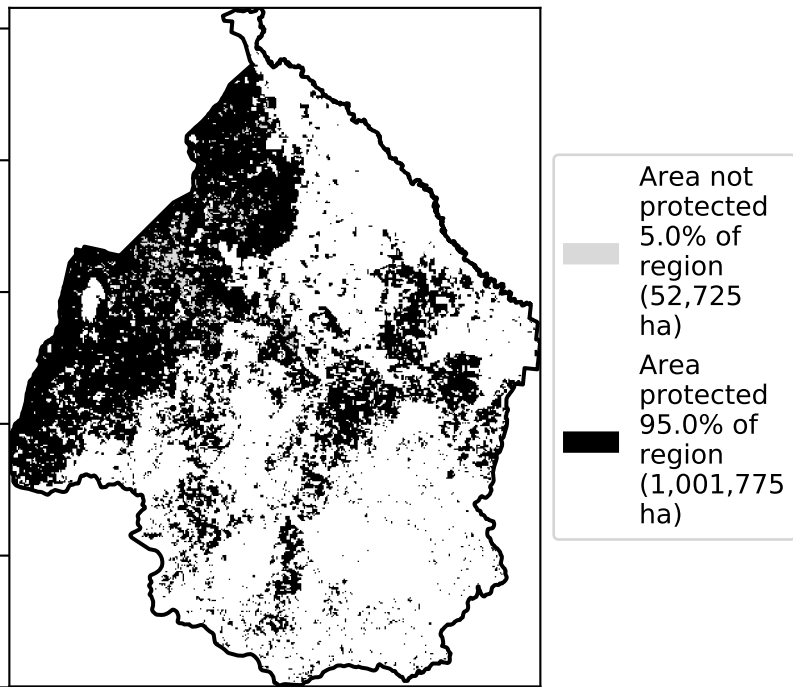 Area not
protected
5.0% of
region
(52,725
ha)
Area
protected
95.0% of
region
(1,001,775
ha)